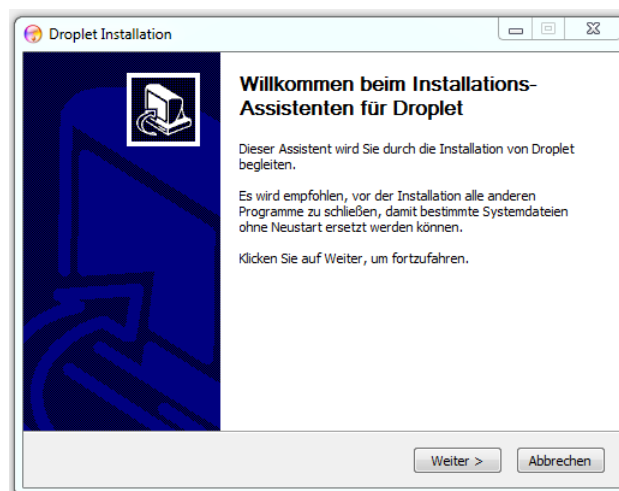 Droplet Installation
Willkommen beim Installations-
Assistenten für Droplet
Dieser Assistent wird Sie durch die Installation von Droplet
begleiten.
Es wird empfohlen, vor der Installation alle anderen
Programme zu schließen, damit bestimmte Systemdateien
ohne Neustart ersetzt werden können.
Klicken Sie auf Weiter, um fortzufahren.
Weiter >
Abbrechen